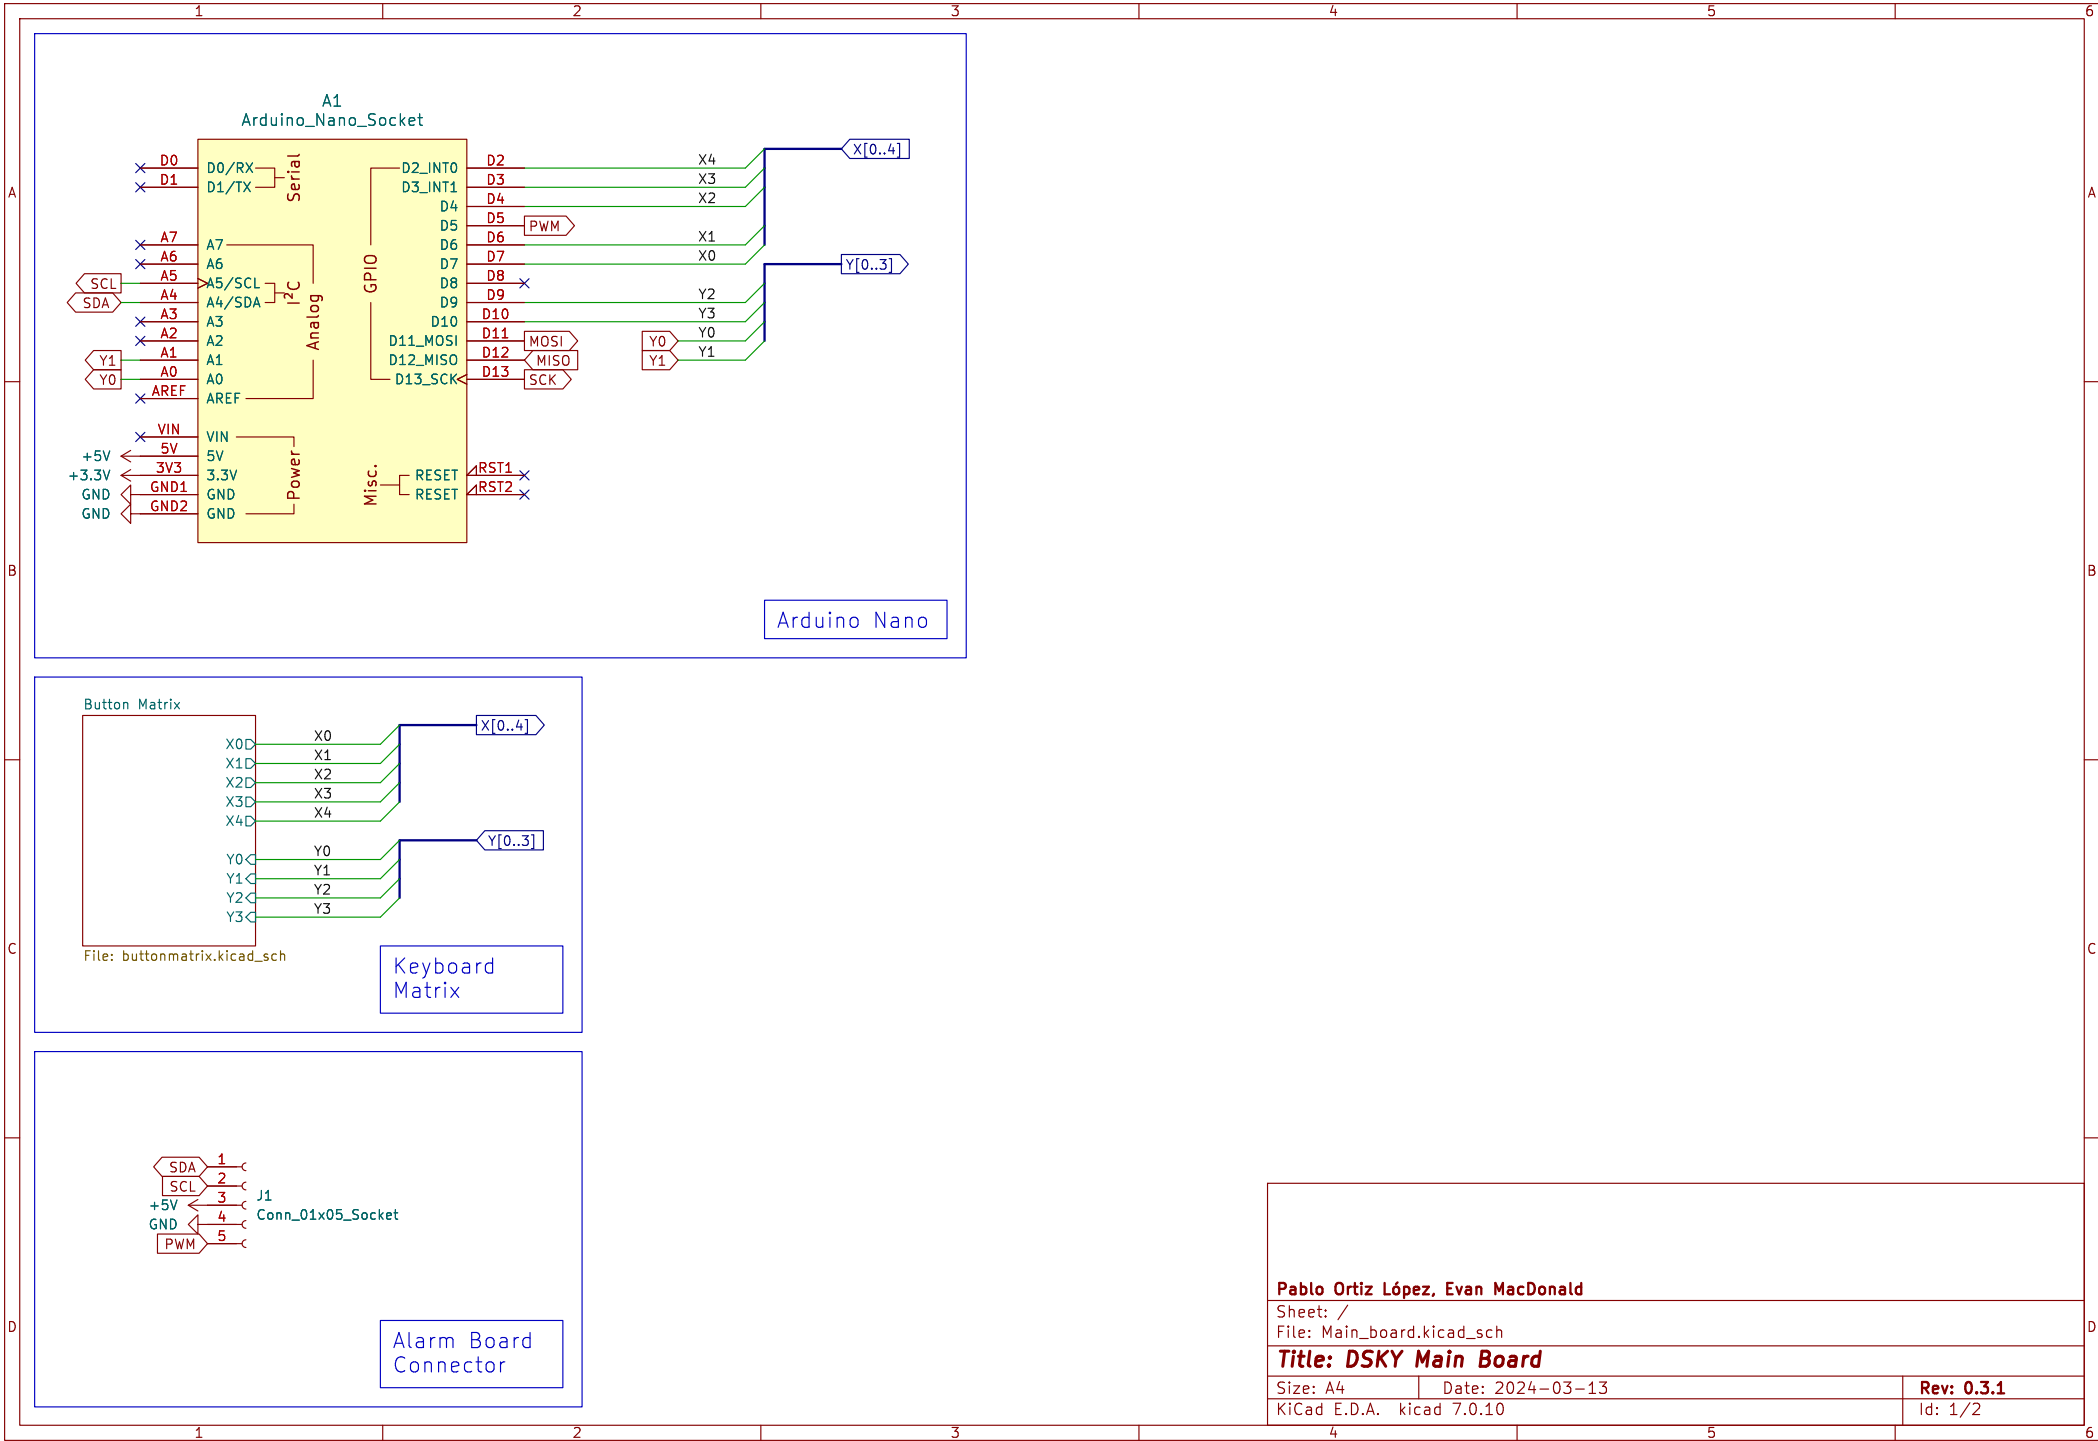 1 2 3 4 5 6
A1
Arduino_Nano_Socket
D0 D0/RX
D1 D1/TX
Serial
A7 A7
A6 A6
SCL A5 A5/SCL
SDA A4 A4/SDA
I²C
A3 A3
A2 A2
Y1 A1 A1
Y0 A0 A0
AREF AREF
Analog
VIN VIN
+5V 5V 5V
+3.3V 3V3 3.3V
GND GND1 GND
GND GND2 GND
Power
GPIO
D2_INT0 D2 X4
D3_INT1 D3 X3
D4 D4 X2
D5 D5 PWM
D6 D6 X1
D7 D7 X0
D8 D8
D9 D9 Y2
D10 D10 Y3
D11_MOSI D11 MOSI
D12_MISO D12 MISO
D13_SCK D13 SCK
Misc.
RESET RST1
RESET RST2
X[0..4]
Y[0..3]
Y0 Y0
Y1 Y1
Arduino Nano
Button Matrix
X0 X0
X1 X1
X2 X2
X3 X3
X4 X4
Y0 Y0
Y1 Y1
Y2 Y2
Y3 Y3
X[0..4]
Y[0..3]
File: buttonmatrix.kicad_sch
Keyboard
Matrix
SDA 1
SCL 2
+5V 3
GND 4
PWM 5
J1
Conn_01x05_Socket
Alarm Board
Connector
A A
B B
C C
D D
Pablo Ortiz López, Evan MacDonald
Sheet: /
File: Main_board.kicad_sch
Title: DSKY Main Board
Size: A4 Date: 2024-03-13 Rev: 0.3.1
KiCad E.D.A. kicad 7.0.10 Id: 1/2
1 2 3 4 5 6